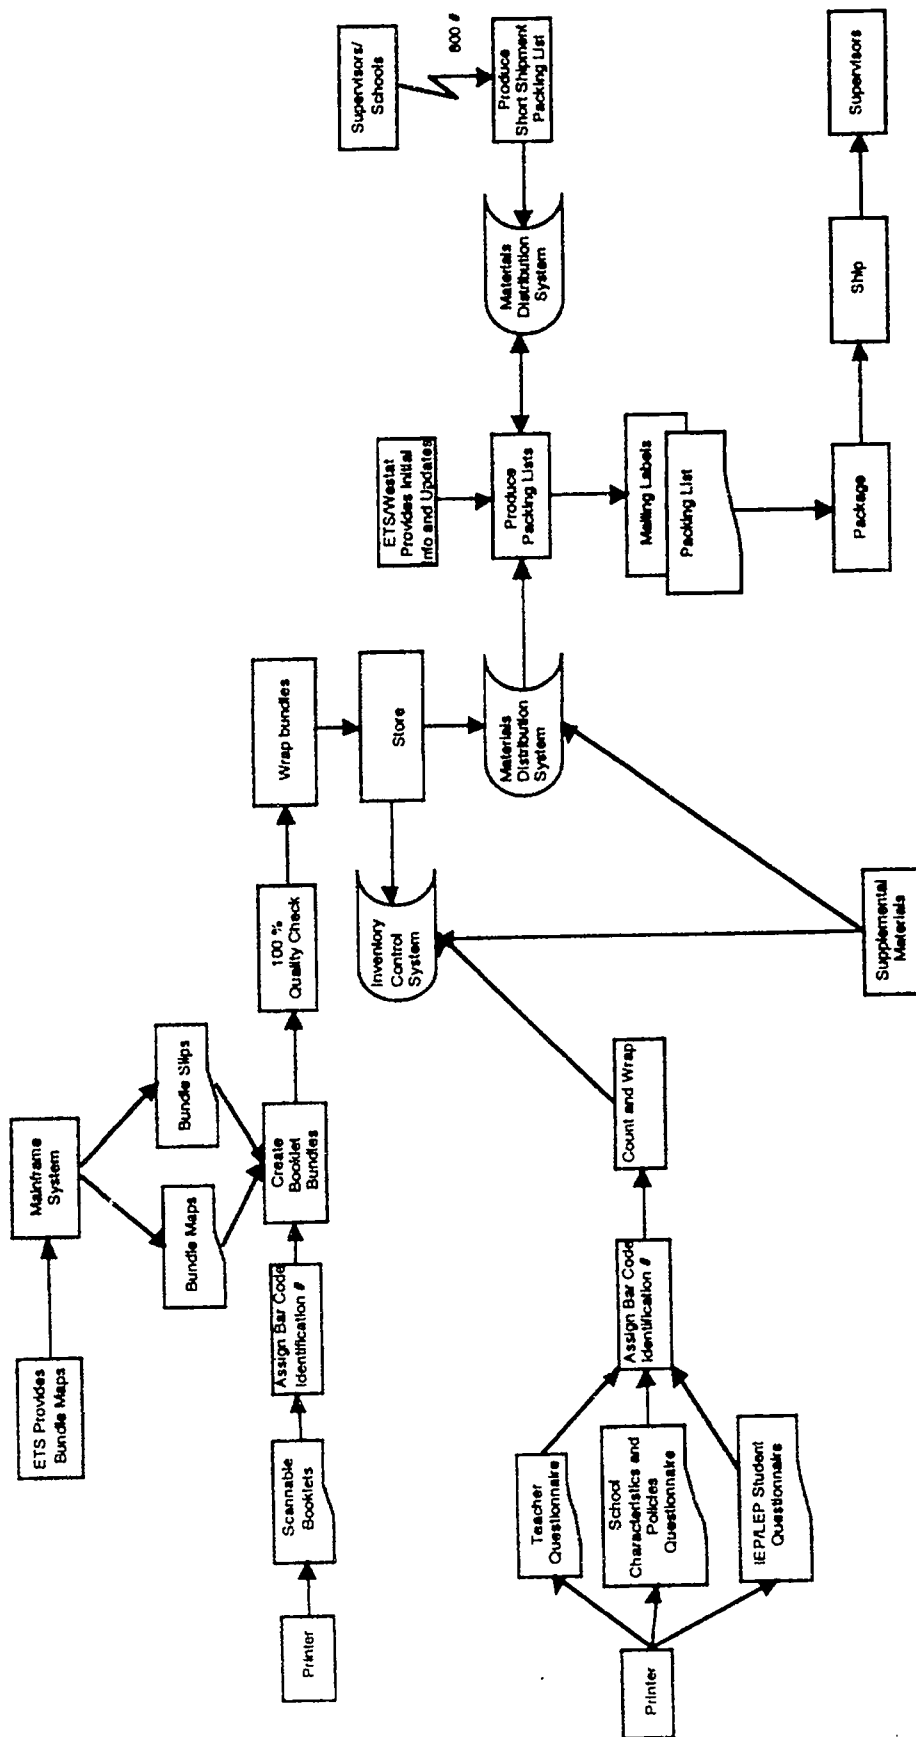 ETS Provides
Bundle Maps
Mainframe
System
Bundle Maps
Bundle Slips
Printer
Scannable
Booklets
Assign Bar Code
Identification #
Create
Booklet
Bundles
100 %
Quality Check
Wrap bundles
Store
Inventory
Control
System
Materials
Distribution
System
ETS/Westat
Provides Initial
Info and Updates
Produce
Packing Lists
Materials
Distribution
System
Supervisors/
Schools
800 #
Produce
Short Shipment
Packing List
Mailing Labels
Packing List
Package
Ship
Supervisors
Printer
Teacher
Questionnaire
School
Characteristics and
Policies
Questionnaire
IEP/LEP Student
Questionnaire
Assign Bar Code
Identification #
Count and Wrap
Supplemental
Materials